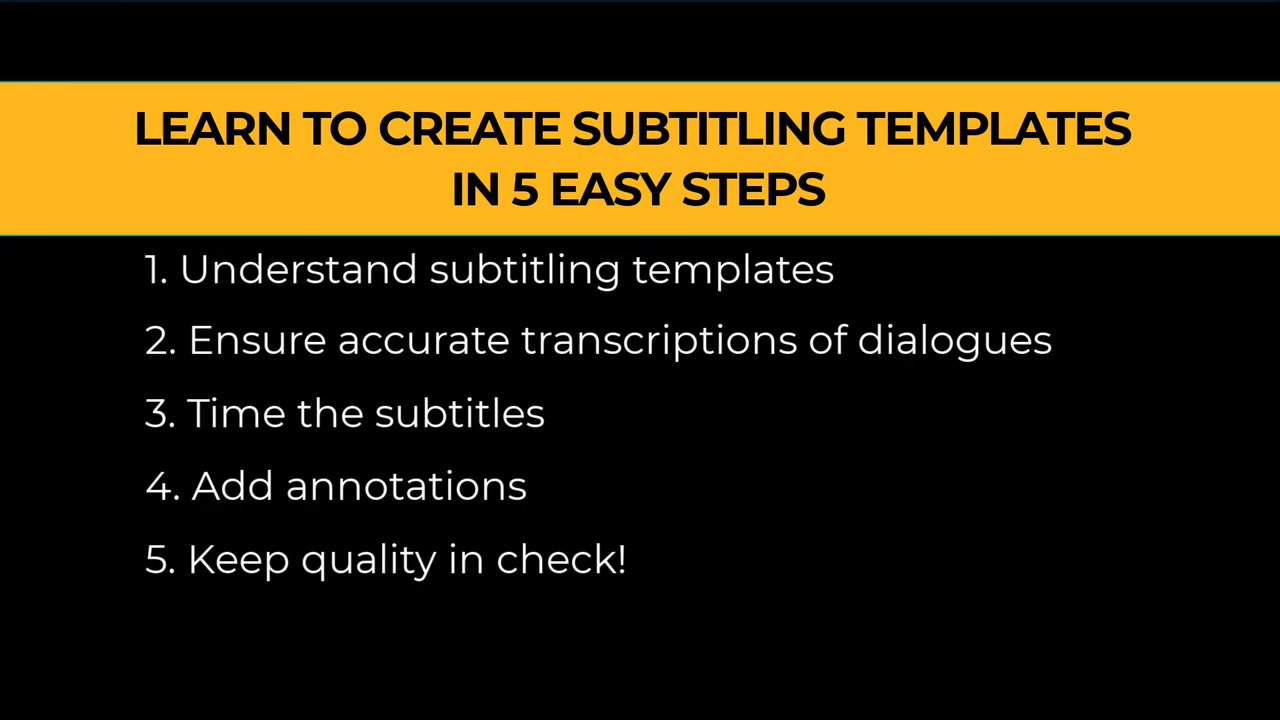 LEARN TO CREATE SUBTITLING TEMPLATES
IN 5 EASY STEPS
1. Understand subtitling templates
2. Ensure accurate transcriptions of dialogues
3. Time the subtitles
4. Add annotations
5. Keep quality in check!